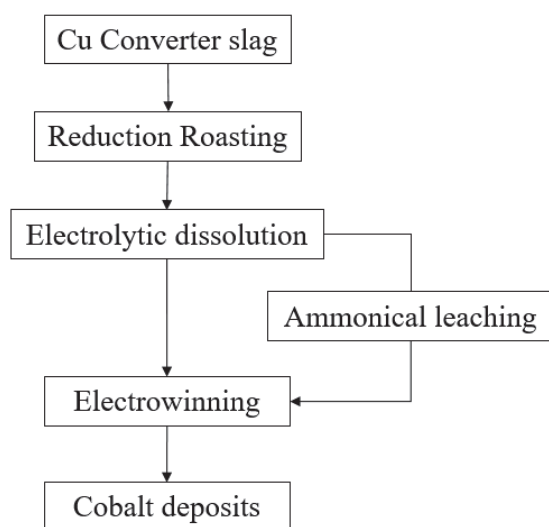 Cu Converter slag
Reduction Roasting
Electrolytic dissolution
Ammonical leaching
Electrowinning
Cobalt deposits